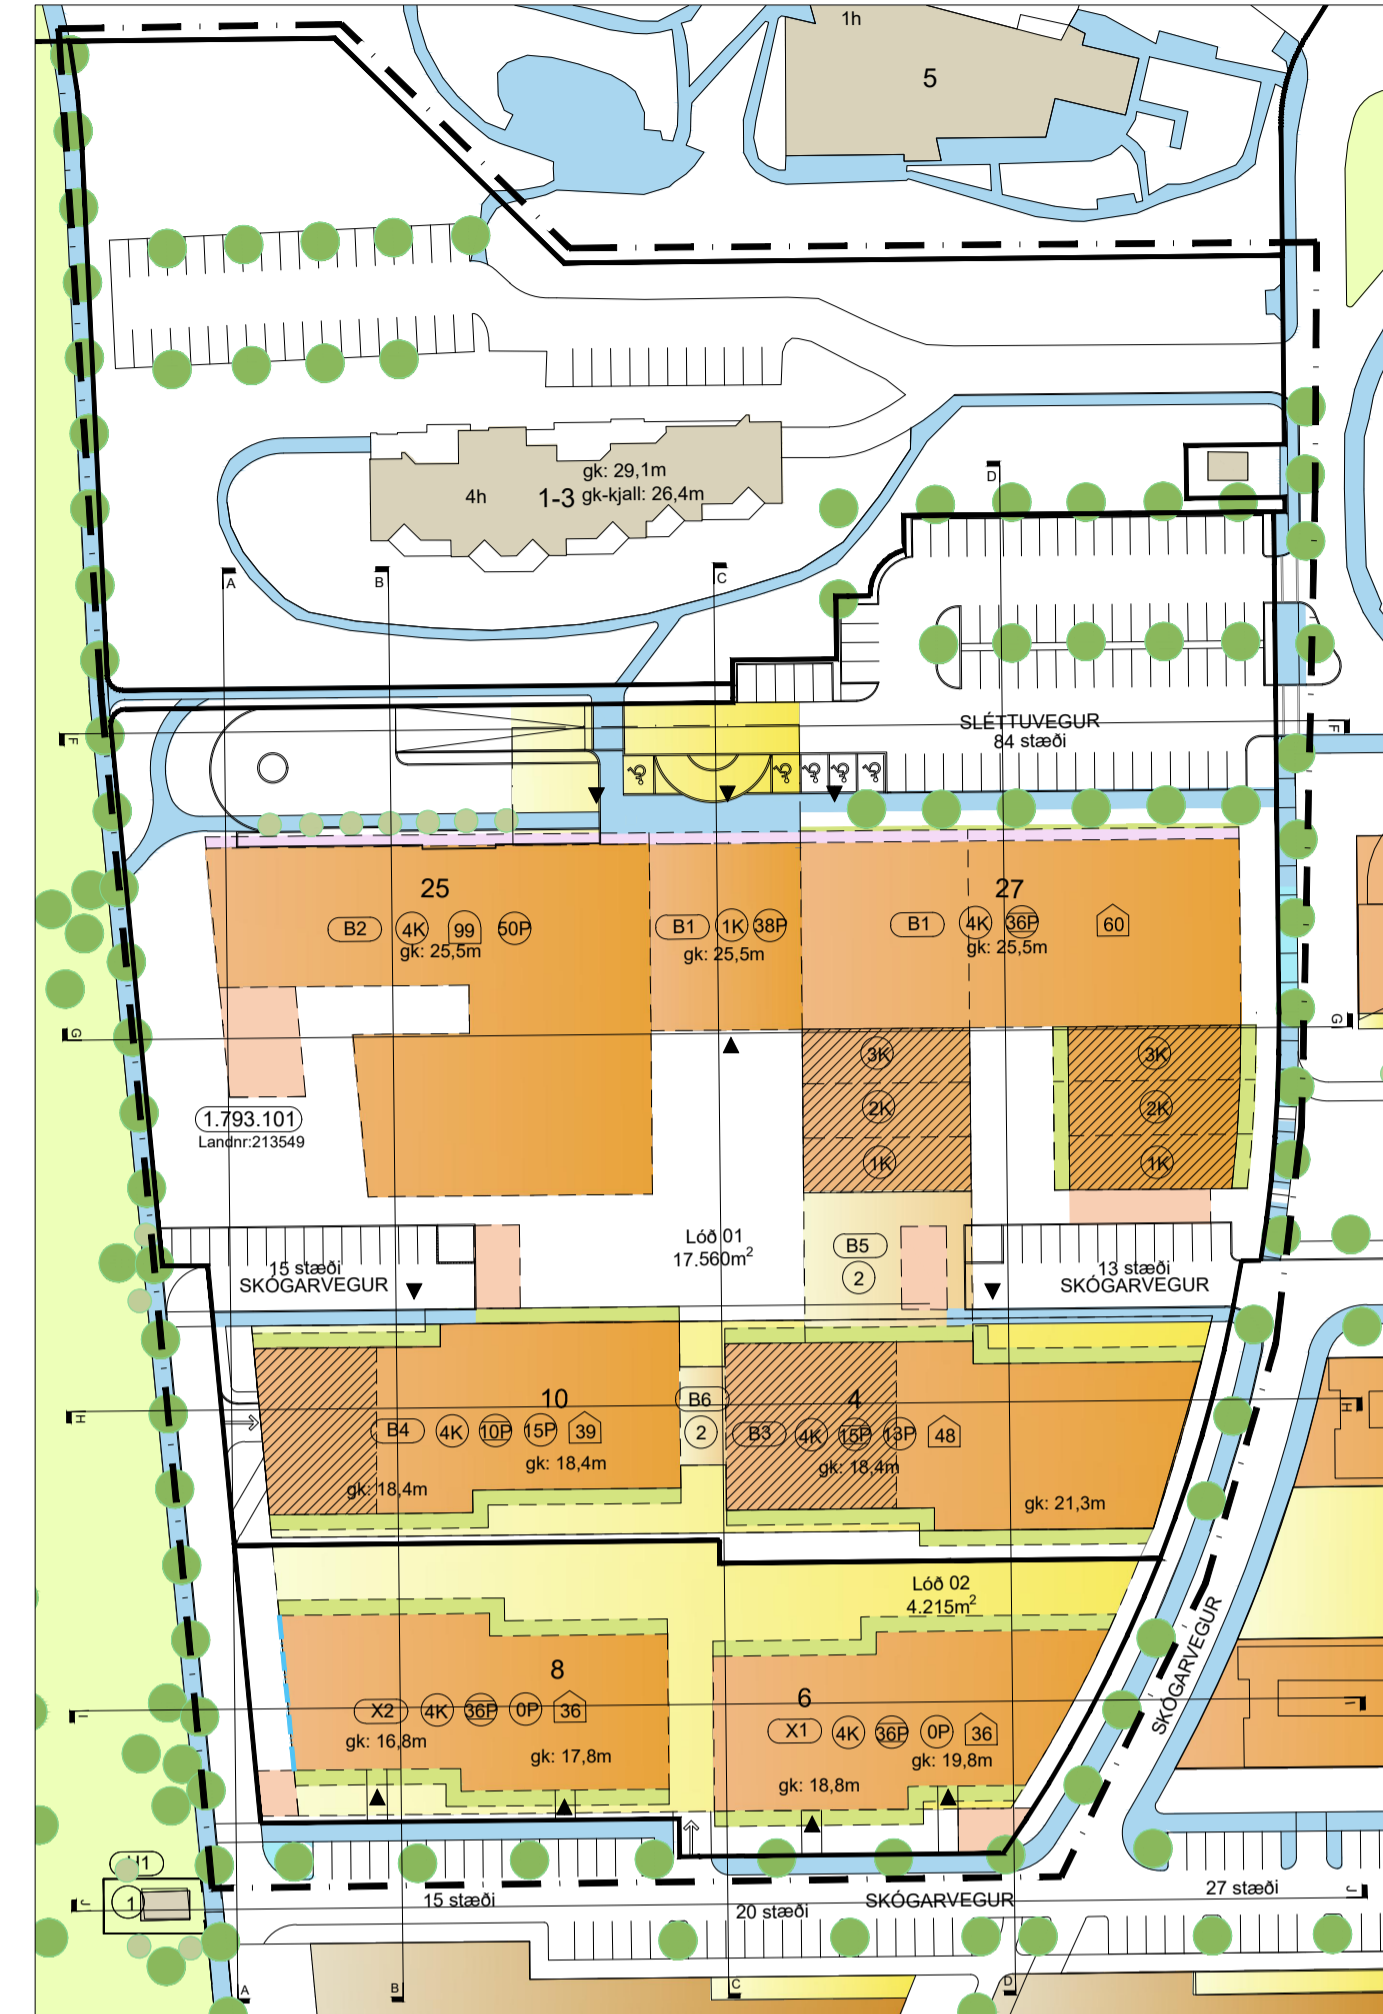 1h
5
gk: 29,1m
4h
1-3
gk-kjall: 26,4m
D
A
B
C
SLÉTTUVEGUR
84 stæði
F
F
25
27
B2
4K
99
50P
gk: 25,5m
B1
1K
38P
gk: 25,5m
B1
4K
36P
60
gk: 25,5m
G
G
3K
3K
2K
2K
1K
1K
1.793.101
Landnr:213549
Lóð 01
17.560m²
B5
2
15 stæði
SKÓGARVEGUR
13 stæði
SKÓGARVEGUR
10
4
B6
2
H
H
B4
4K
10P
15P
39
gk: 18,4m
gk: 18,4m
B3
4K
15P
13P
48
gk: 18,4m
gk: 21,3m
Lóð 02
4.215m²
8
6
X2
4K
36P
0P
36
gk: 16,8m
gk: 17,8m
X1
4K
36P
0P
36
gk: 19,8m
gk: 18,8m
I
I
SKÓGARVEGUR
1
J
J
15 stæði
20 stæði
SKÓGARVEGUR
27 stæði
A
B
C
D